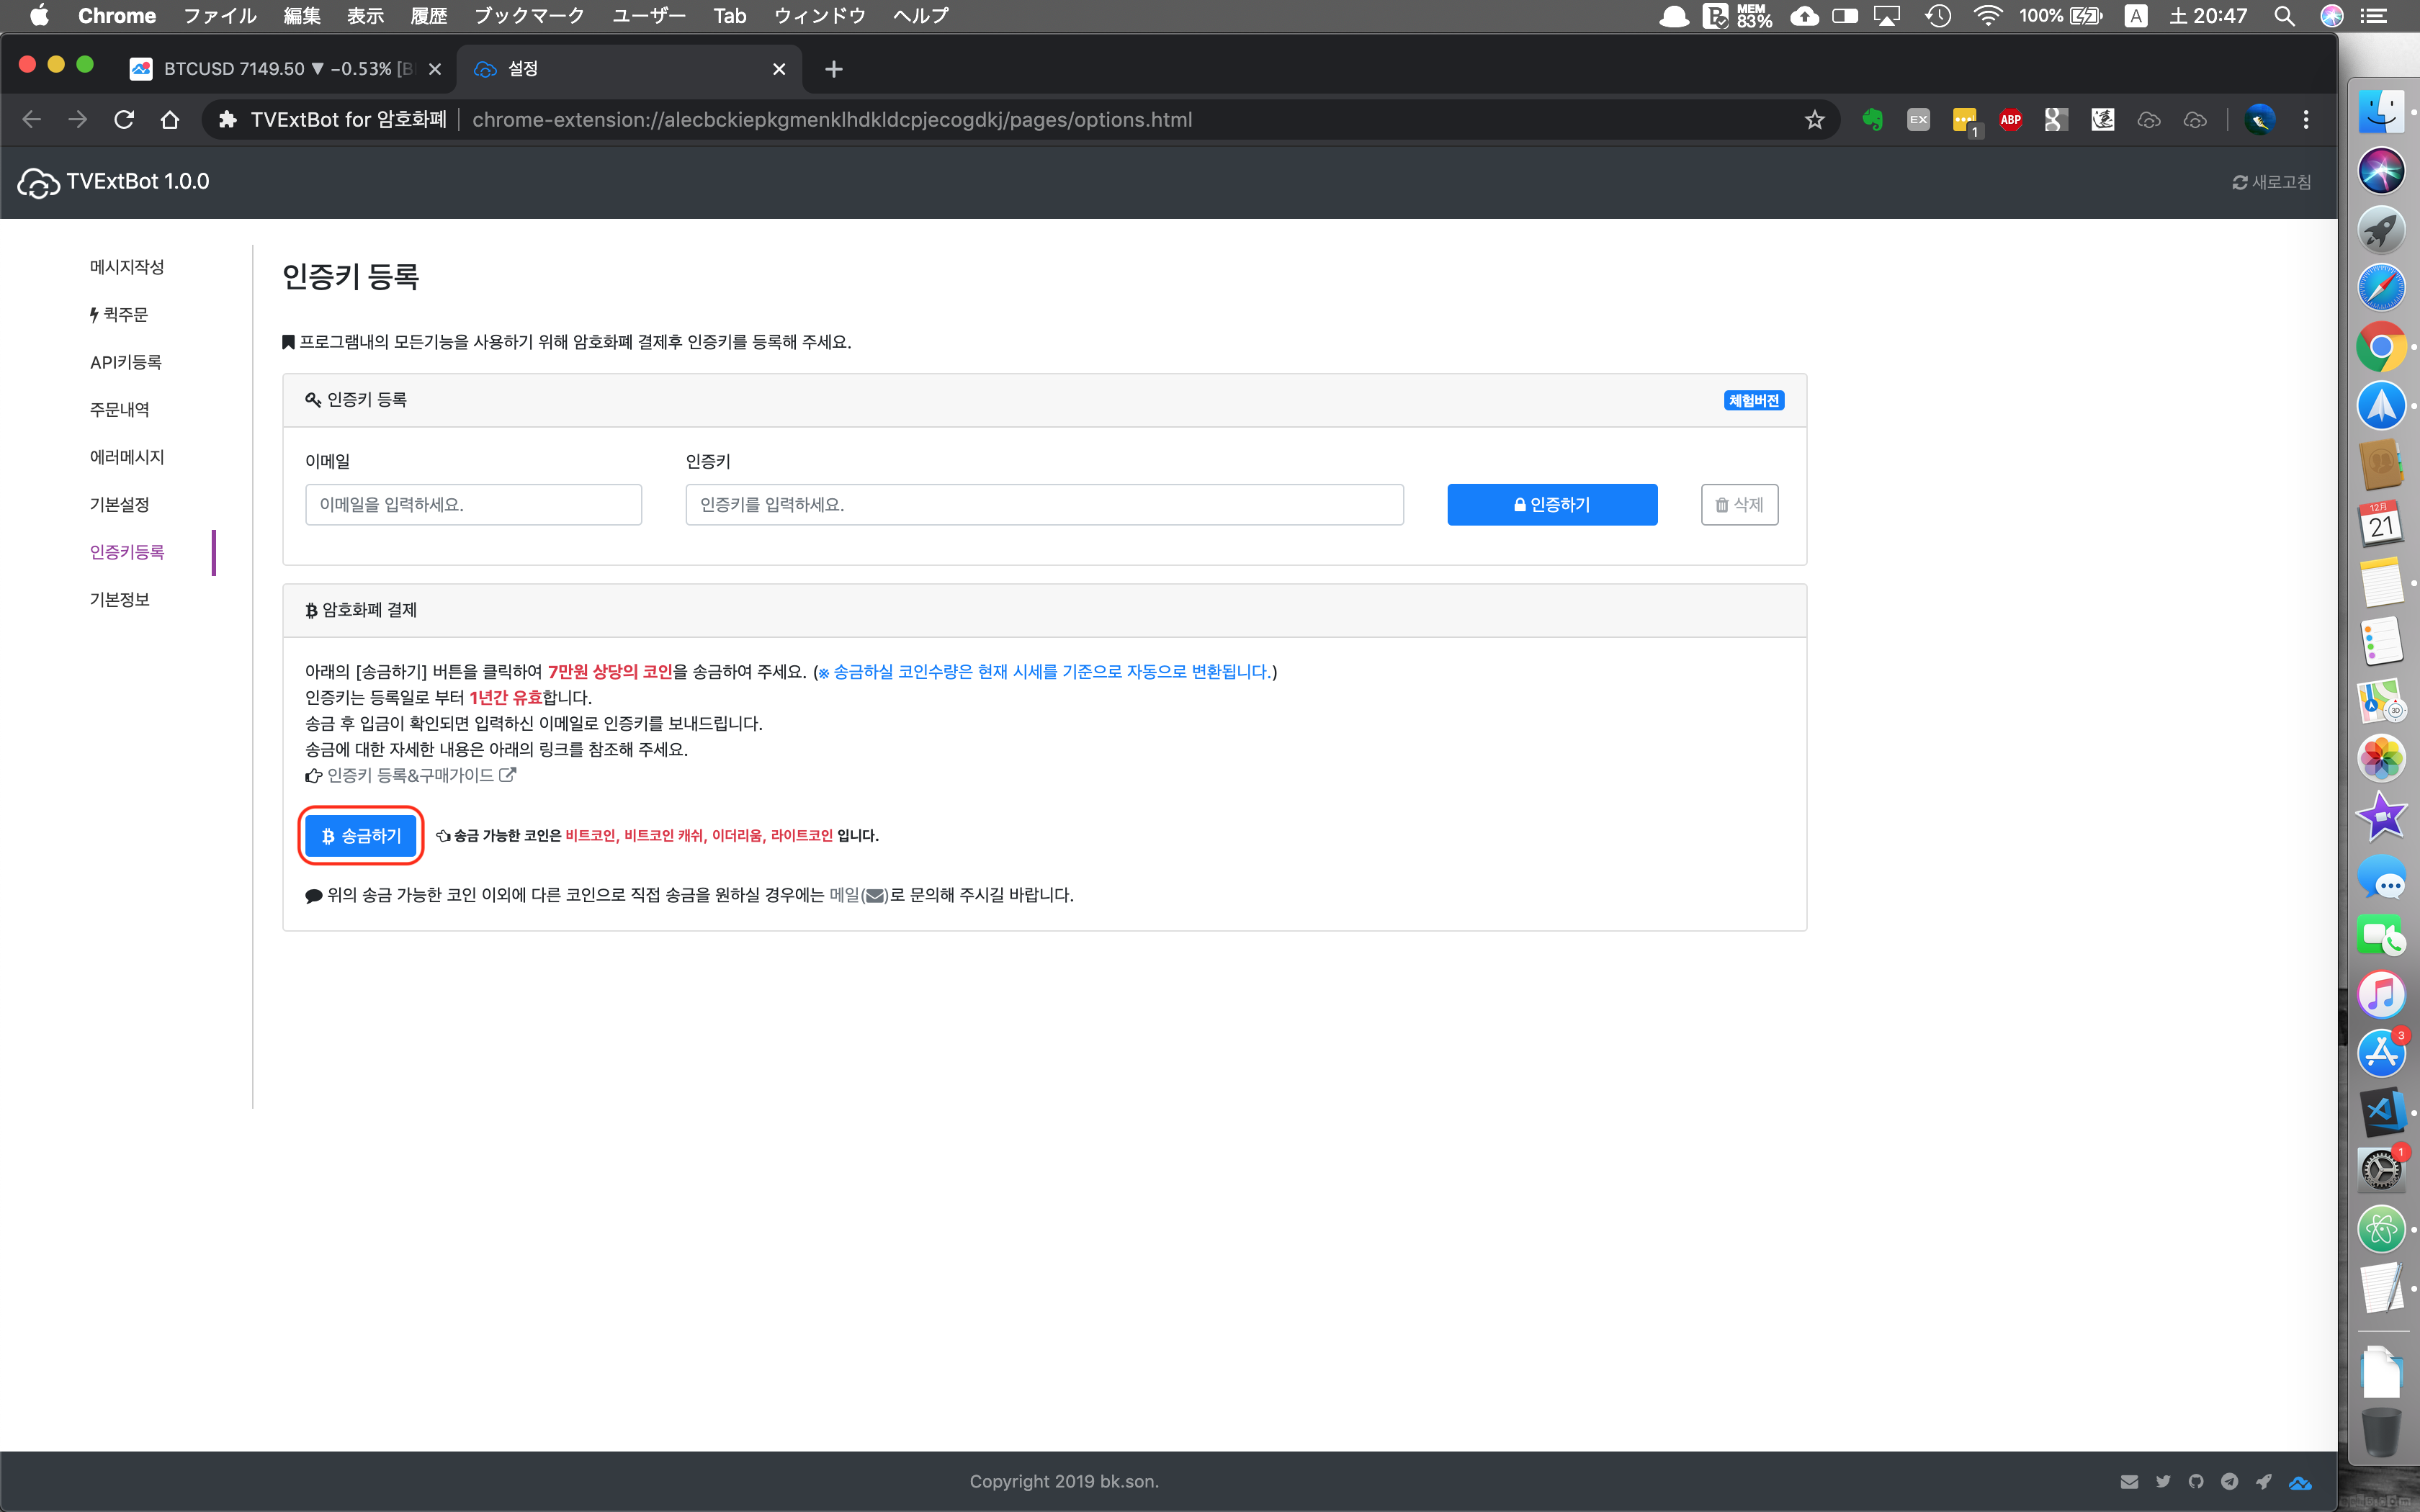 Chrome ファイル 編集 表示 履歴 ブックマーク ユーザー Tab ウィンドウ ヘルプ MEM 83% 100% A 土 20:47
BTCUSD 7149.50 ▼ −0.53% 설정
TVExtBot for 암호화폐 chrome-extension://alecbckiepkgmenklhdkldcpjecogdkj/pages/options.html EX 1 ABP
TVExtBot 1.0.0 새로고침
메시지작성
퀵주문
API키등록
주문내역
에러메시지
기본설정
인증키등록
기본정보
인증키 등록
프로그램내의 모든기능을 사용하기 위해 암호화폐 결제후 인증키를 등록해 주세요.
인증키 등록 체험버전
이메일 인증키
이메일을 입력하세요. 인증키를 입력하세요. 인증하기 삭제
암호화폐 결제
아래의 [송금하기] 버튼을 클릭하여 7만원 상당의 코인을 송금하여 주세요. (※ 송금하실 코인수량은 현재 시세를 기준으로 자동으로 변환됩니다.)
인증키는 등록일로 부터 1년간 유효합니다.
송금 후 입금이 확인되면 입력하신 이메일로 인증키를 보내드립니다.
송금에 대한 자세한 내용은 아래의 링크를 참조해 주세요.
인증키 등록&구매가이드
송금하기 송금 가능한 코인은 비트코인, 비트코인 캐쉬, 이더리움, 라이트코인 입니다.
위의 송금 가능한 코인 이외에 다른 코인으로 직접 송금을 원하실 경우에는 메일()로 문의해 주시길 바랍니다.
Copyright 2019 bk.son.
12月
21
3D
3
1